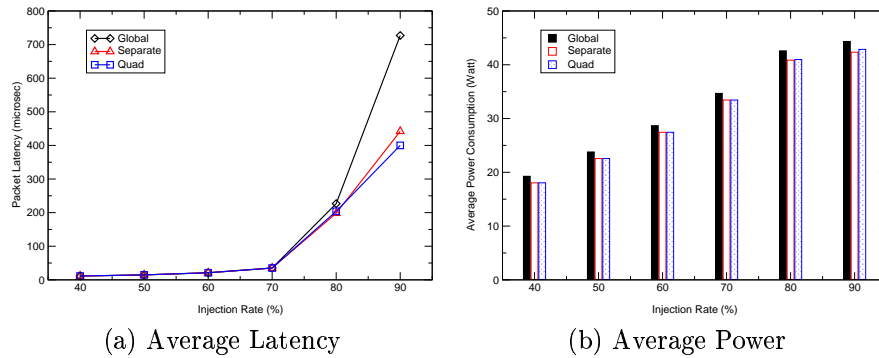 800
700
600
500
400
300
200
100
0
Packet Latency (microsec)
Global
Separate
Quad
40 50 60 70 80 90
Injection Rate (%)
(a) Average Latency
50
40
30
20
10
0
Average Power Consumption (Watt)
Global
Separate
Quad
40 50 60 70 80 90
Injection Rate (%)
(b) Average Power